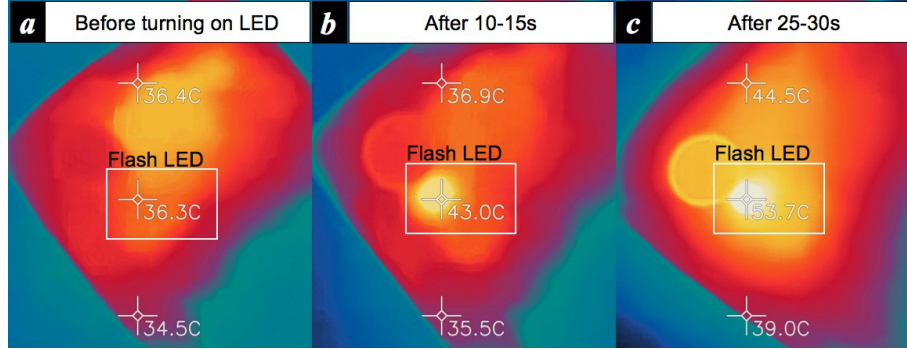 a Before turning on LED
36.4C
Flash LED
36.3C
34.5C
b After 10-15s
36.9C
Flash LED
43.0C
35.5C
c After 25-30s
44.5C
Flash LED
53.7C
39.0C